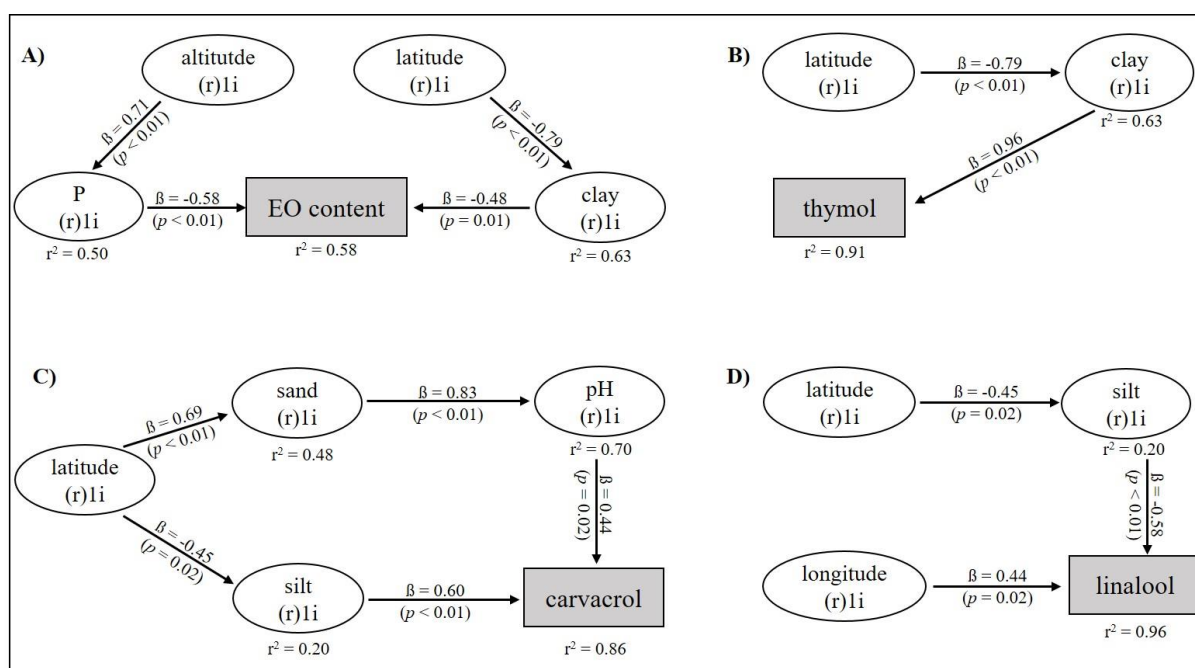 A)
altitutde
(r)1i
latitude
(r)1i
ß = 0.71
(p < 0.01)
ß = -0.79
(p < 0.01)
P
(r)1i
r² = 0.50
ß = -0.58
(p < 0.01)
EO content
r² = 0.58
ß = -0.48
(p = 0.01)
clay
(r)1i
r² = 0.63
B)
latitude
(r)1i
ß = -0.79
(p < 0.01)
clay
(r)1i
r² = 0.63
ß = 0.96
(p < 0.01)
thymol
r² = 0.91
C)
latitude
(r)1i
ß = 0.69
(p < 0.01)
sand
(r)1i
r² = 0.48
ß = 0.83
(p < 0.01)
pH
(r)1i
r² = 0.70
ß = 0.44
(p = 0.02)
ß = -0.45
(p = 0.02)
silt
(r)1i
r² = 0.20
ß = 0.60
(p < 0.01)
carvacrol
r² = 0.86
D)
latitude
(r)1i
ß = -0.45
(p = 0.02)
silt
(r)1i
r² = 0.20
ß = -0.58
(p < 0.01)
longitude
(r)1i
ß = 0.44
(p = 0.02)
linalool
r² = 0.96